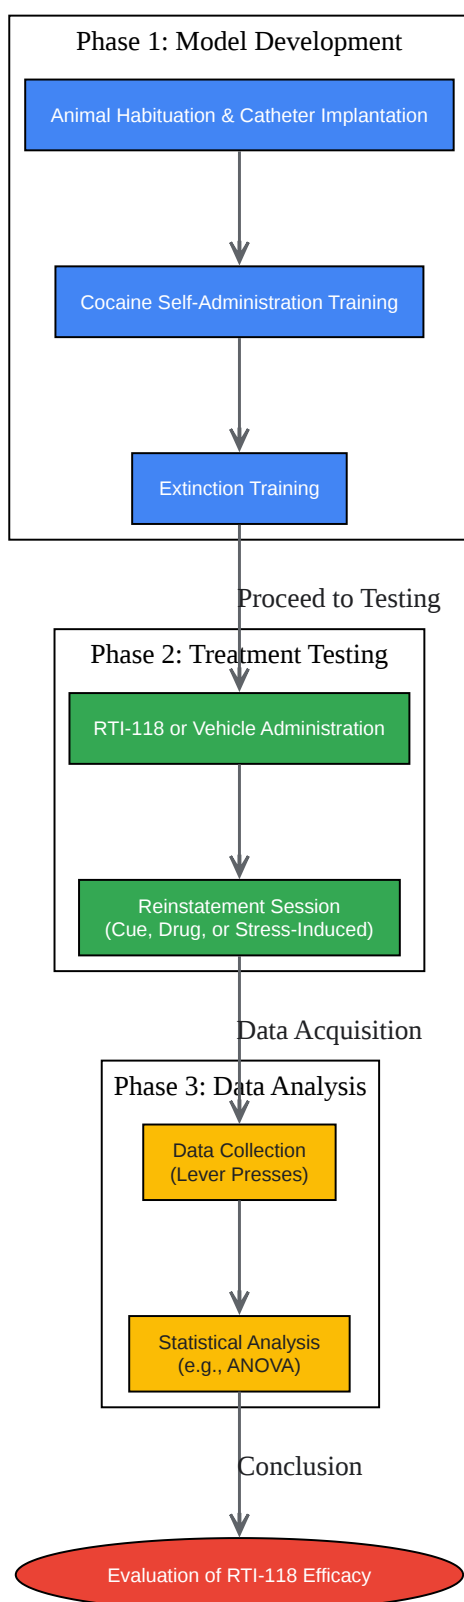 Phase 1: Model Development
Animal Habituation & Catheter Implantation
Cocaine Self-Administration Training
Extinction Training
Proceed to Testing
Phase 2: Treatment Testing
RTI-118 or Vehicle Administration
Reinstatement Session
(Cue, Drug, or Stress-Induced)
Data Acquisition
Phase 3: Data Analysis
Data Collection
(Lever Presses)
Statistical Analysis
(e.g., ANOVA)
Conclusion
Evaluation of RTI-118 Efficacy